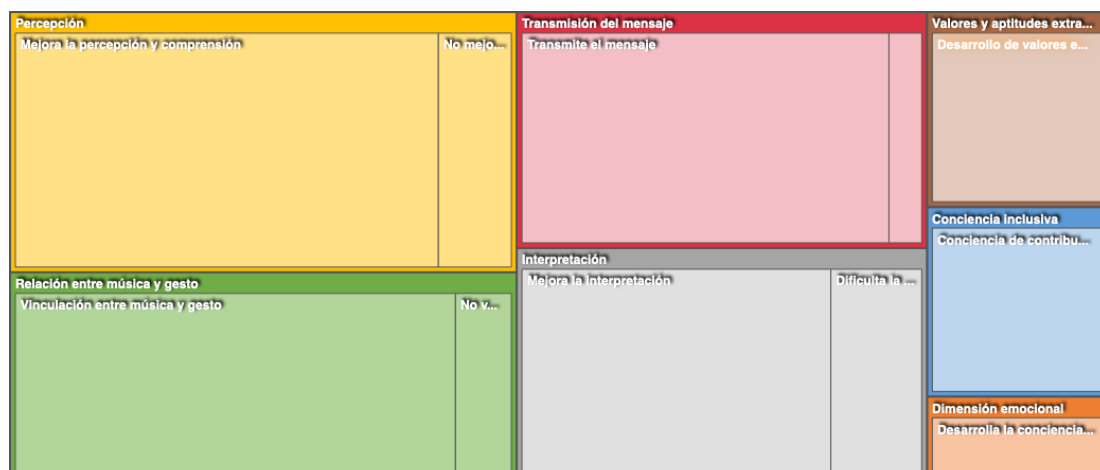 Percepción
Mejora la percepción y comprensión
No mejo...
Relación entre música y gesto
Vinculación entre música y gesto
No v...
Transmisión del mensaje
Transmite el mensaje
Interpretación
Mejora la interpretación
Dificulta la ...
Valores y aptitudes extra...
Desarrollo de valores e...
Conciencia inclusiva
Conciencia de contribu...
Dimensión emocional
Desarrolla la conciencia...